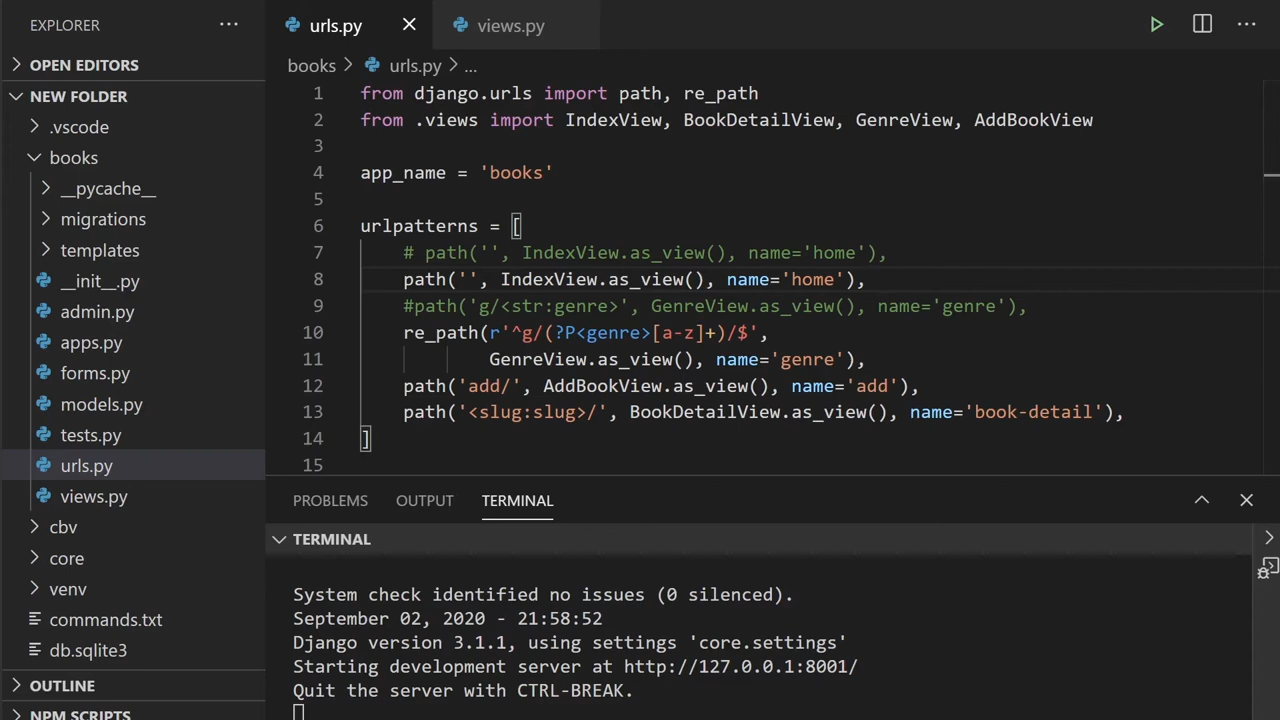 EXPLORER
OPEN EDITORS
NEW FOLDER
.vscode
books
__pycache__
migrations
templates
__init__.py
admin.py
apps.py
forms.py
models.py
tests.py
urls.py
views.py
cbv
core
venv
commands.txt
db.sqlite3
OUTLINE
NPM SCRIPTS
urls.py
views.py
books > urls.py > ...
1 from django.urls import path, re_path
2 from .views import IndexView, BookDetailView, GenreView, AddBookView
3
4 app_name = 'books'
5
6 urlpatterns = [
7 # path('', IndexView.as_view(), name='home'),
8 path('', IndexView.as_view(), name='home'),
9 #path('g/<str:genre>', GenreView.as_view(), name='genre'),
10 re_path(r'^g/(?P<genre>[a-z]+)/$',
11 GenreView.as_view(), name='genre'),
12 path('add/', AddBookView.as_view(), name='add'),
13 path('<slug:slug>/', BookDetailView.as_view(), name='book-detail'),
14 ]
15
PROBLEMS OUTPUT TERMINAL
TERMINAL
System check identified no issues (0 silenced).
September 02, 2020 - 21:58:52
Django version 3.1.1, using settings 'core.settings'
Starting development server at http://127.0.0.1:8001/
Quit the server with CTRL-BREAK.